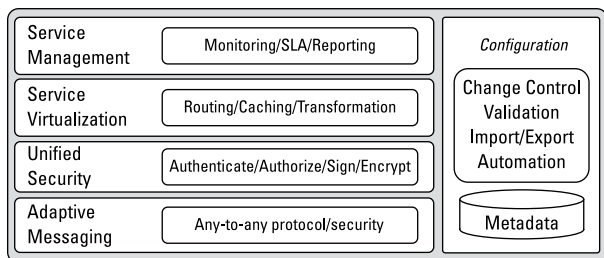 Service
Management
Monitoring/SLA/Reporting
Service
Virtualization
Routing/Caching/Transformation
Unified
Security
Authenticate/Authorize/Sign/Encrypt
Adaptive
Messaging
Any-to-any protocol/security
Configuration
Change Control
Validation
Import/Export
Automation
Metadata